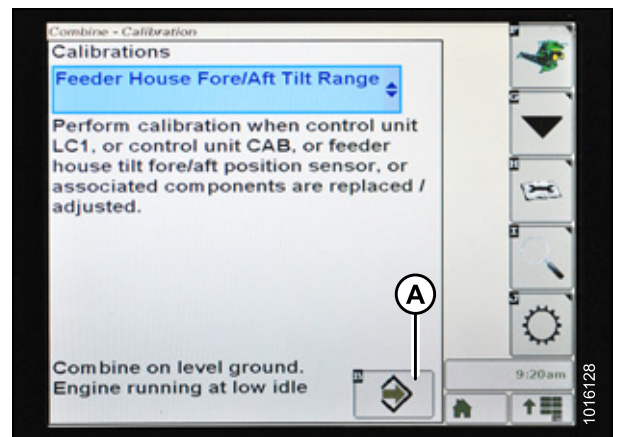 Combine - Calibration
Calibrations
Feeder House Fore/Aft Tilt Range
Perform calibration when control unit
LC1, or control unit CAB, or feeder
house tilt fore/aft position sensor, or
associated components are replaced /
adjusted.
A
Combine on level ground.
Engine running at low idle
9:20am
1016128